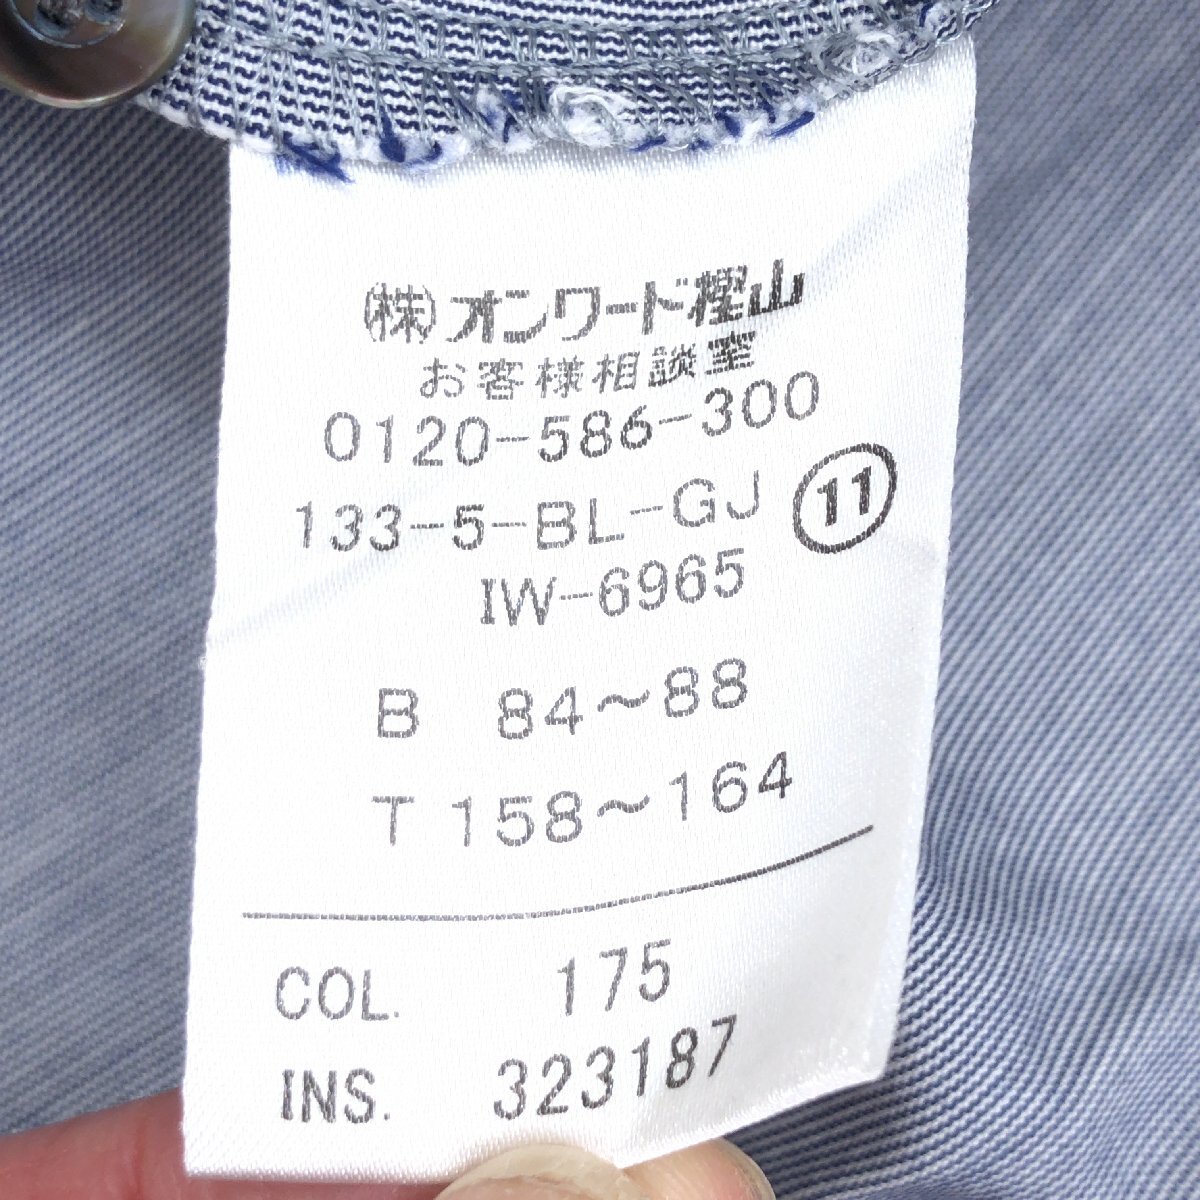 (株)オンワード樫山
お客様相談室
0120-586-300
133-5-BL-GJ ⑪
IW-6965
B 84~88
T 158~164
COL. 175
INS. 323187